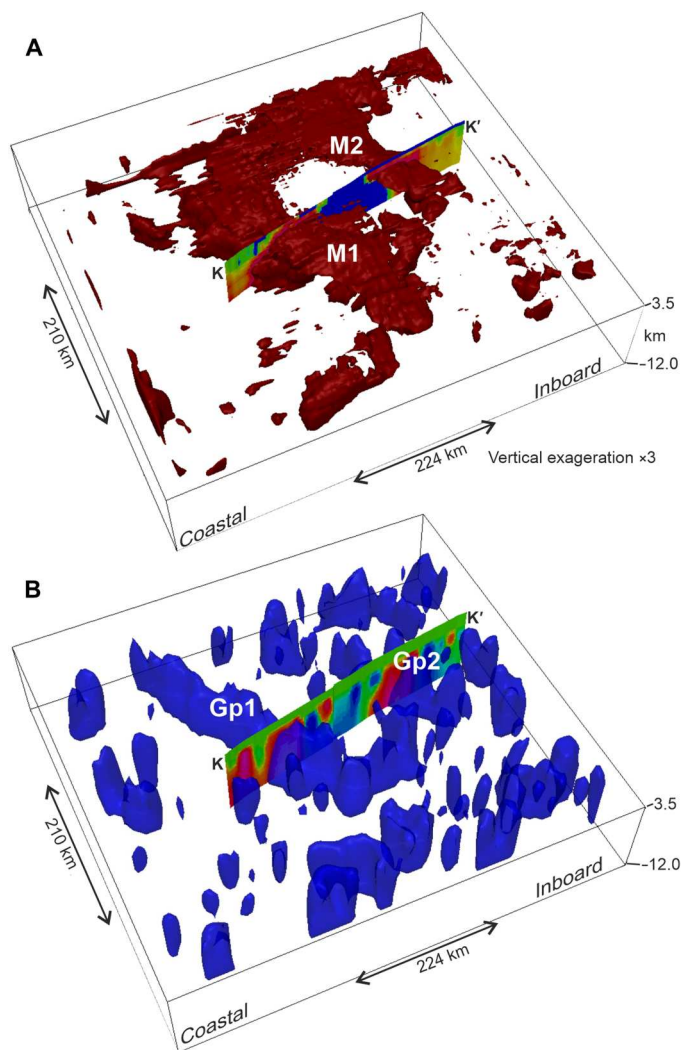 A
M2
K'
M1
K
3.5
km
-12.0
210 km
Inboard
224 km
Vertical exageration ×3
Coastal
B
K'
Gp2
Gp1
K
-3.5
210 km
-12.0
Inboard
224 km
Coastal